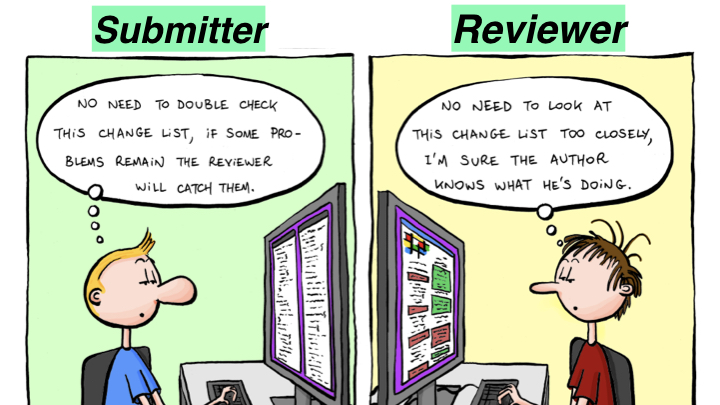 Submitter
Reviewer
NO NEED TO DOUBLE CHECK
THIS CHANGE LIST, IF SOME PRO-
BLEMS REMAIN THE REVIEWER
WILL CATCH THEM.
NO NEED TO LOOK AT
THIS CHANGE LIST TOO CLOSELY,
I'M SURE THE AUTHOR
KNOWS WHAT HE'S DOING.